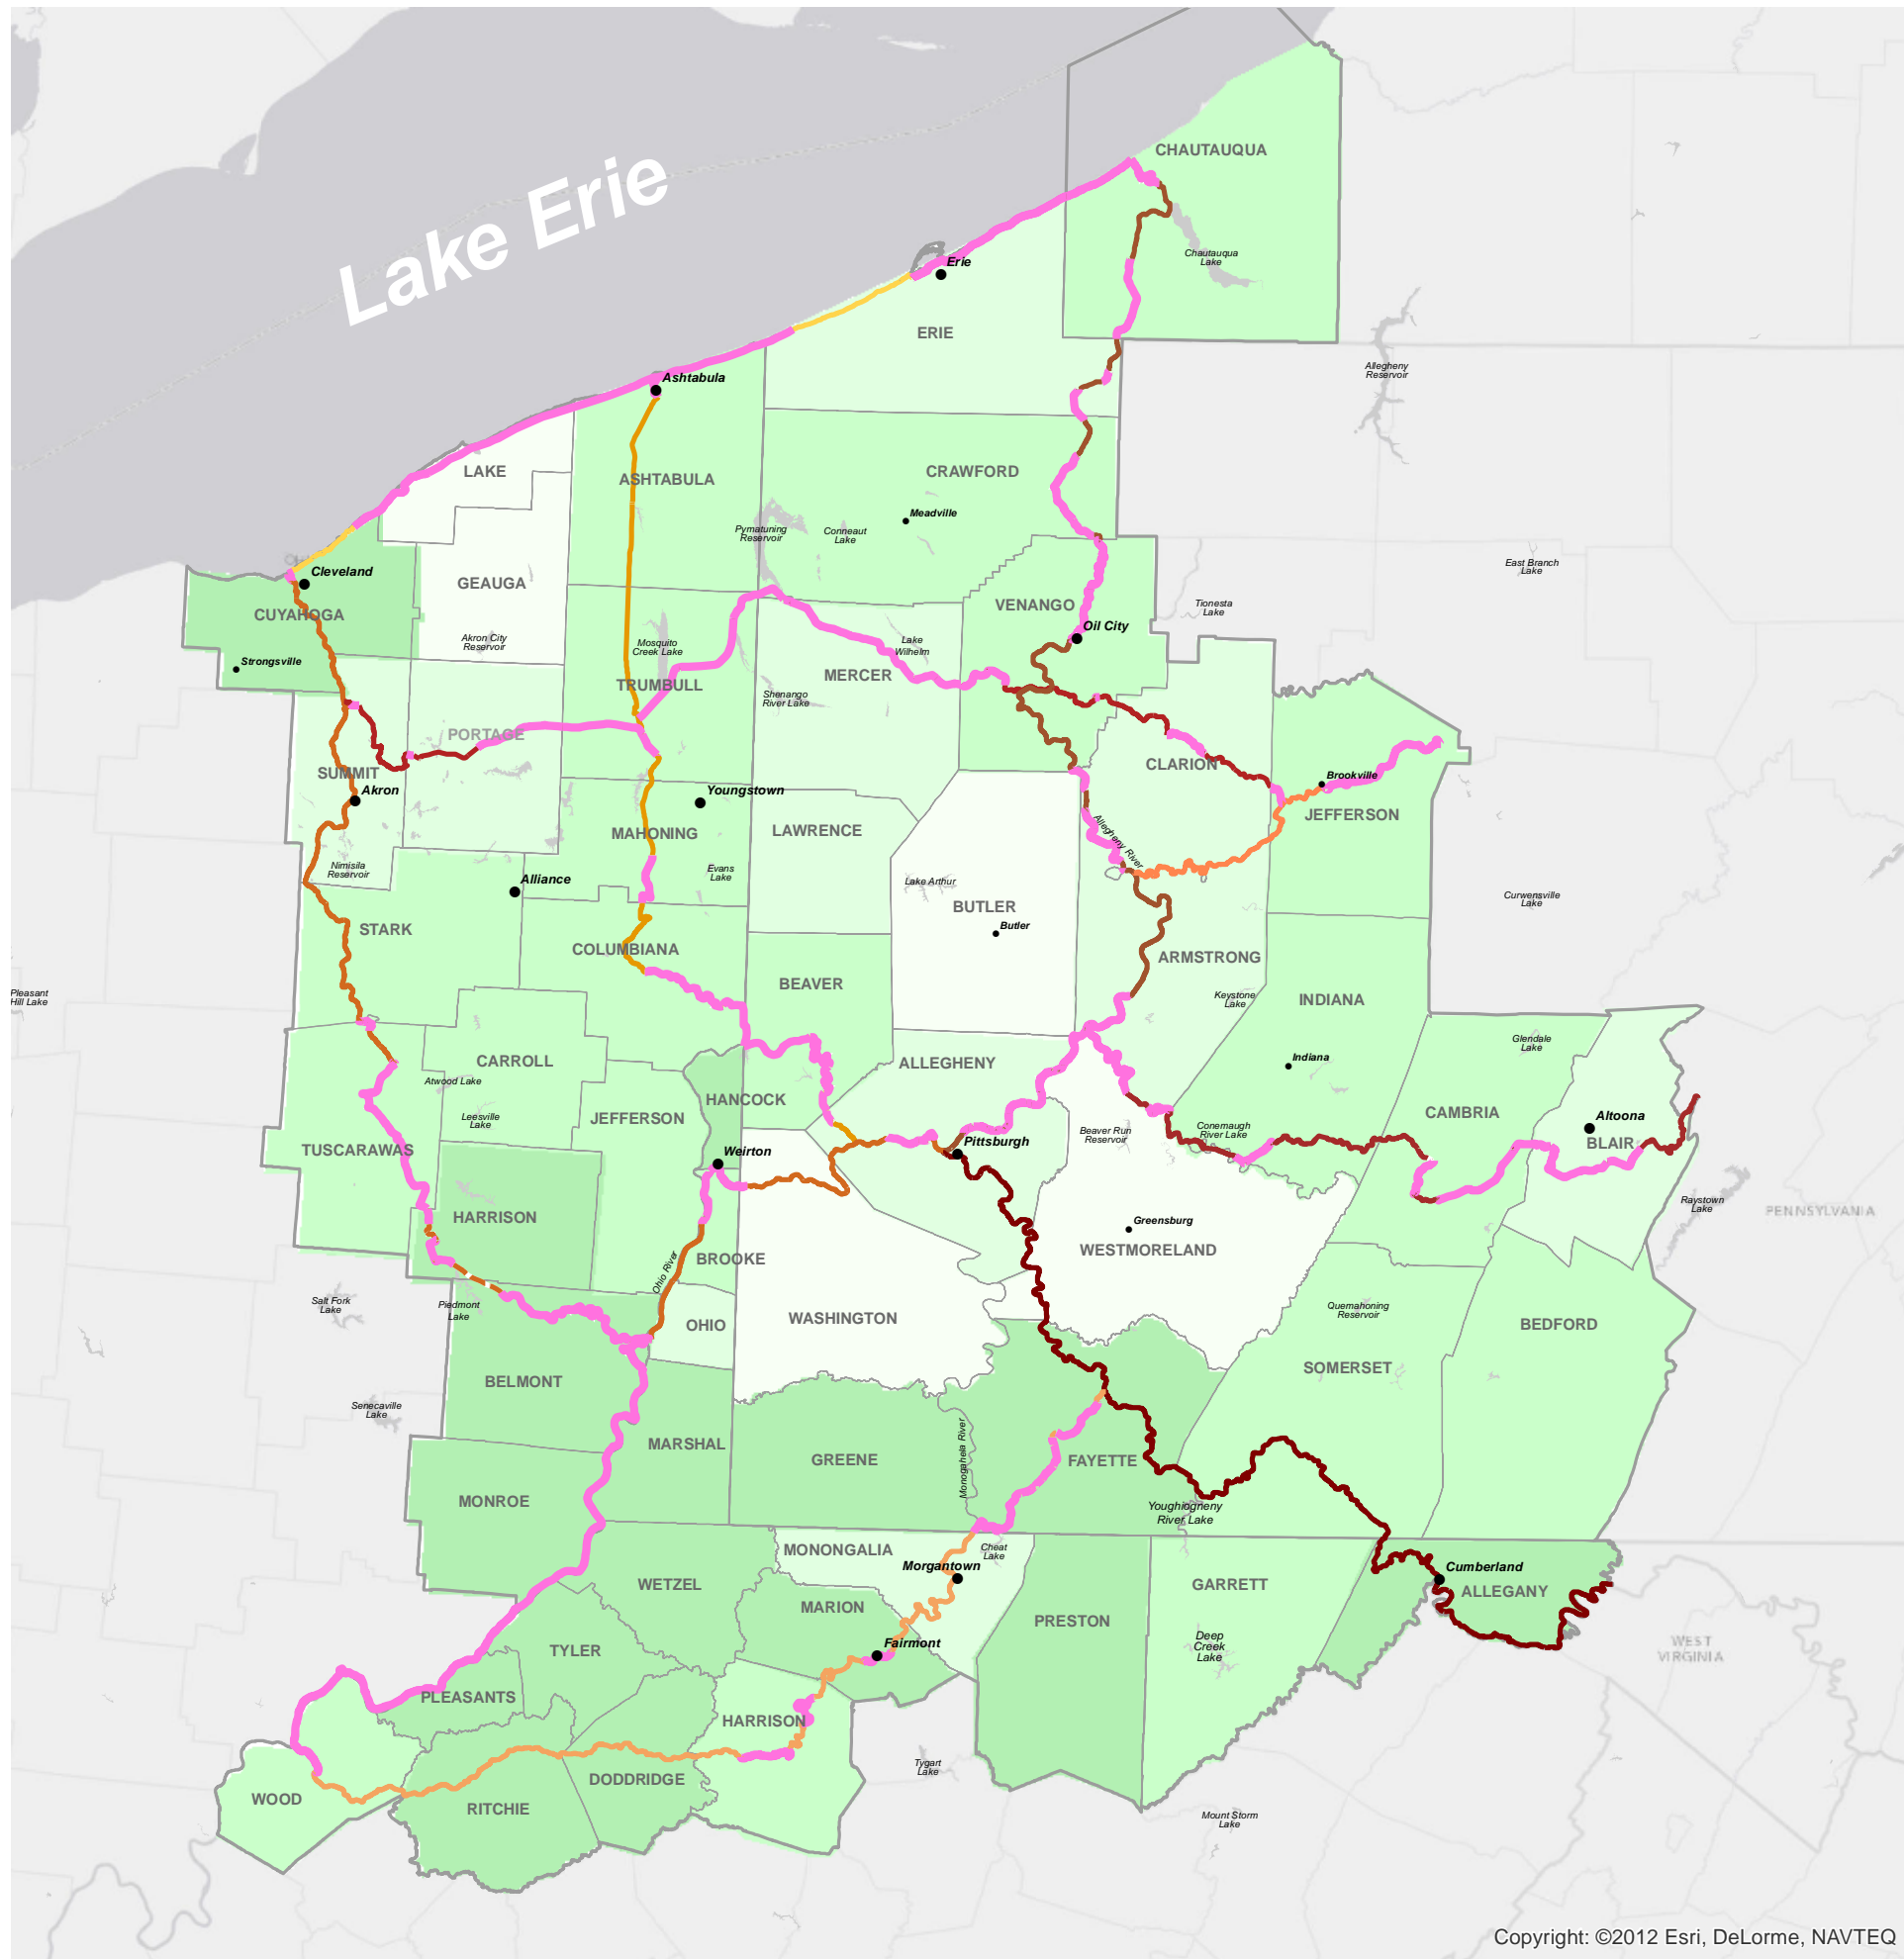 Lake Erie
CHAUTAUQUA
Chautauqua
Lake
Erie
ERIE
Allegheny
Reservoir
Ashtabula
LAKE
ASHTABULA
CRAWFORD
Meadville
Pymatuning
Reservoir
Conneaut
Lake
Cleveland
GEAUGA
East Branch
Lake
CUYAHOGA
VENANGO
Tionesta
Lake
Oil City
Akron City
Reservoir
Mosquito
Creek Lake
Lake
Wilhelm
Strongsville
TRUMBULL
MERCER
Shenango
River Lake
PORTAGE
CLARION
SUMMIT
Brookville
Akron
Youngstown
JEFFERSON
MAHONING
LAWRENCE
Allegheny River
Nimisila
Reservoir
Evans
Lake
Alliance
Lake Arthur
Curwensville
Lake
BUTLER
Butler
STARK
COLUMBIANA
ARMSTRONG
BEAVER
Pleasant
Hill Lake
Keystone
Lake
INDIANA
Glendale
Lake
CARROLL
ALLEGHENY
Indiana
Atwood Lake
HANCOCK
Leesville
Lake
JEFFERSON
CAMBRIA
Altoona
Beaver Run
Reservoir
Conemaugh
River Lake
Pittsburgh
BLAIR
TUSCARAWAS
Weirton
Raystown
Lake
PENNSYLVANIA
HARRISON
Greensburg
WESTMORELAND
BROOKE
Ohio River
Salt Fork
Lake
Piedmont
Lake
Quemahoning
Reservoir
WASHINGTON
OHIO
BEDFORD
SOMERSET
BELMONT
Senecaville
Lake
MARSHAL
Monogahela River
GREENE
FAYETTE
MONROE
Youghiogneny
River Lake
MONONGALIA
Cheat
Lake
Morgantown
Cumberland
WETZEL
GARRETT
ALLEGANY
MARION
PRESTON
Fairmont
Deep
Creek
Lake
WEST
VIRGINIA
TYLER
PLEASANTS
HARRISON
Tygart
Lake
DODDRIDGE
WOOD
RITCHIE
Mount Storm
Lake
Copyright: ©2012 Esri, DeLorme, NAVTEQ